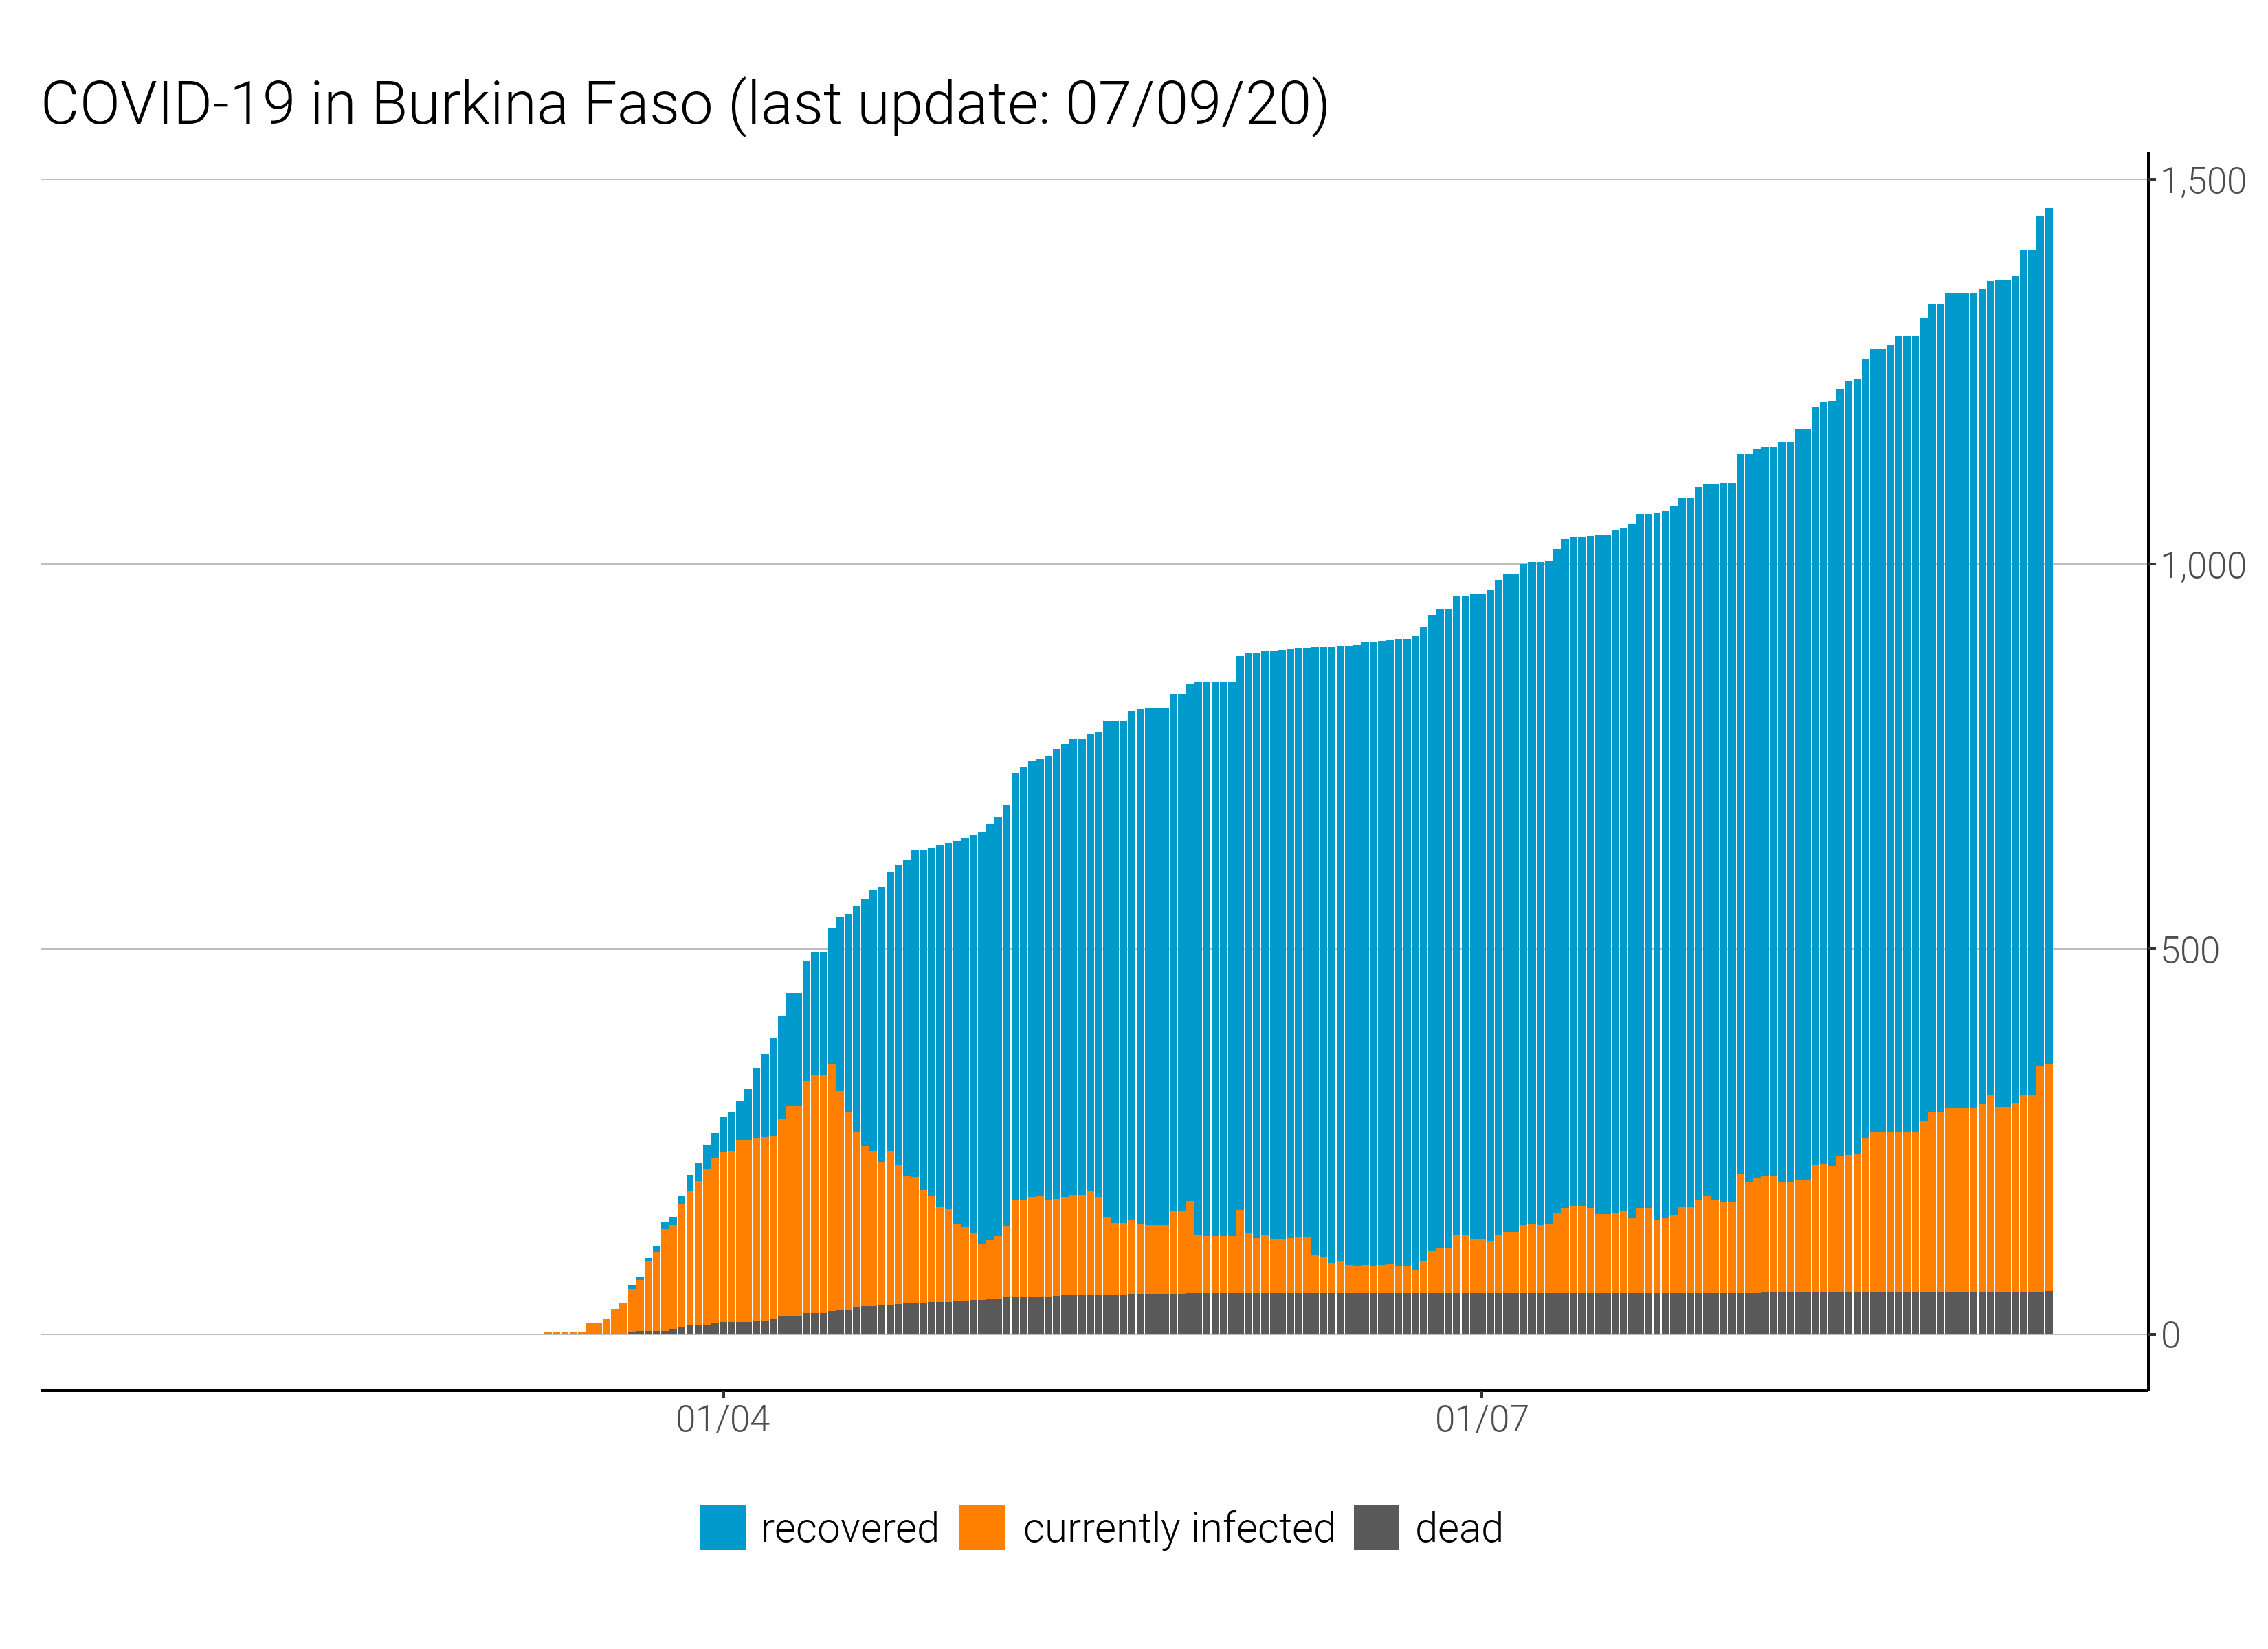 COVID-19 in Burkina Faso (last update: 07/09/20)
1,500
1,000
500
0
01/04 01/07
recovered currently infected dead